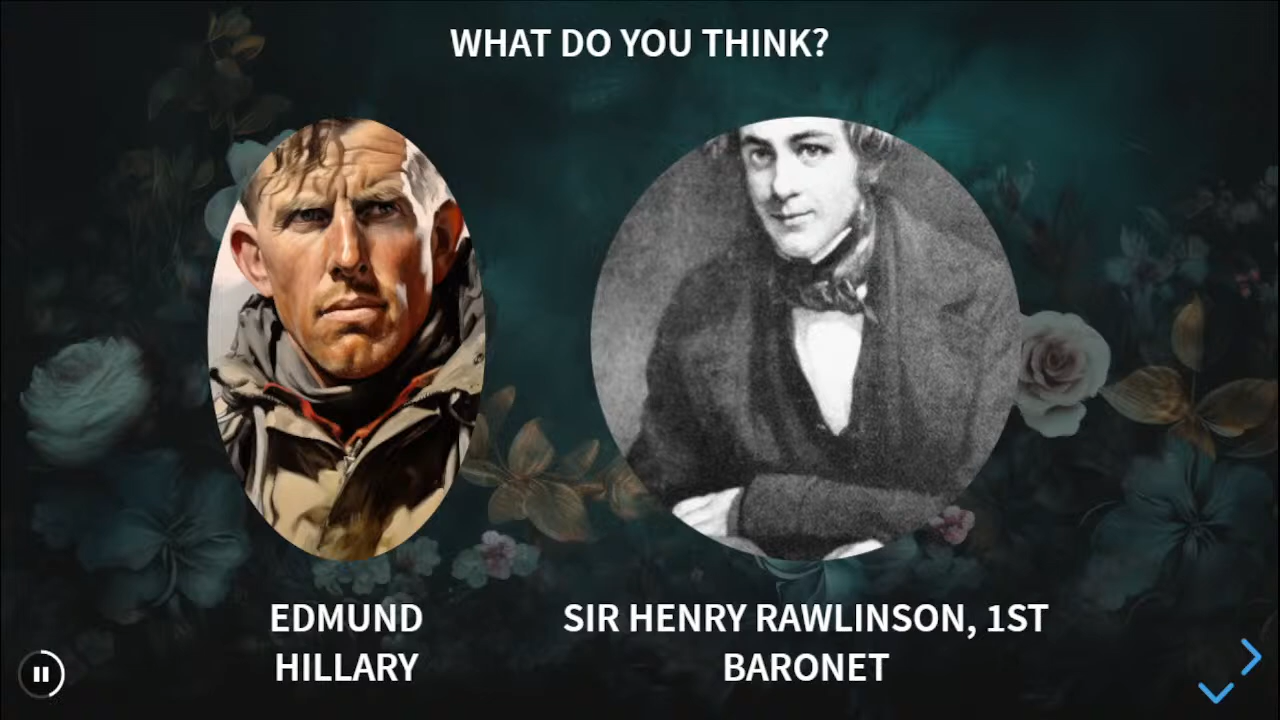 WHAT DO YOU THINK?
EDMUND
HILLARY
SIR HENRY RAWLINSON, 1ST
BARONET